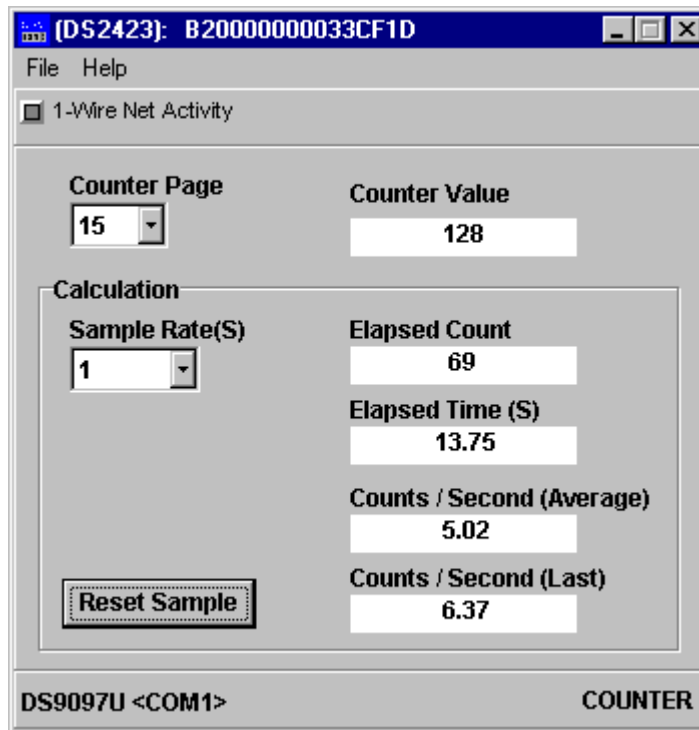 (DS2423): B20000000033CF1D
File Help
1-Wire Net Activity
Counter Page
15
Counter Value
128
Calculation
Sample Rate(S)
1
Elapsed Count
69
Elapsed Time (S)
13.75
Counts / Second (Average)
5.02
Counts / Second (Last)
6.37
Reset Sample
DS9097U <COM1> COUNTER